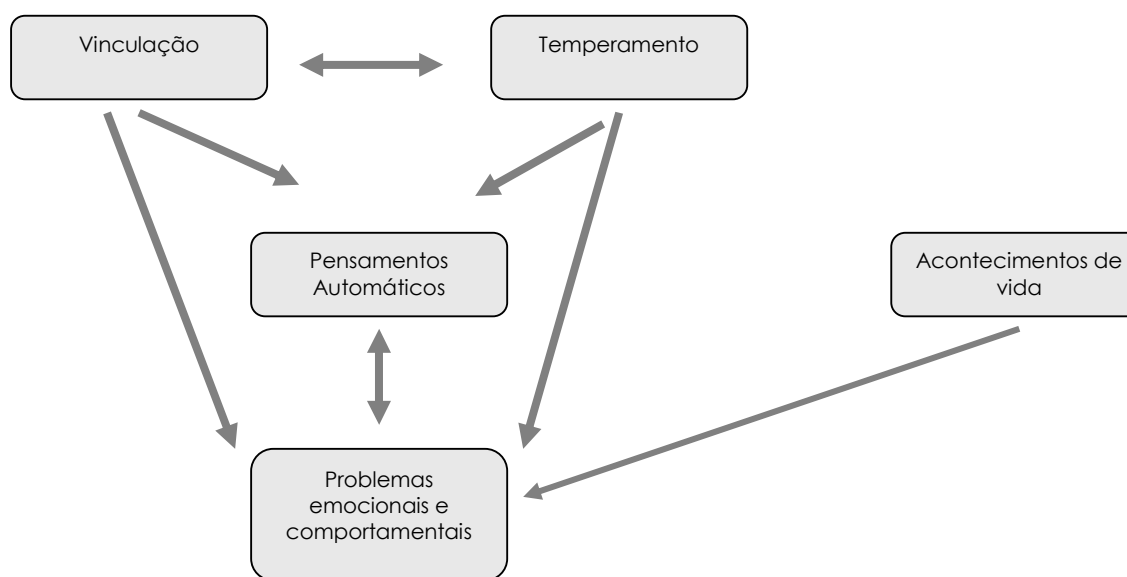 Vinculação
Temperamento
Pensamentos
Automáticos
Acontecimentos de
vida
Problemas
emocionais e
comportamentais